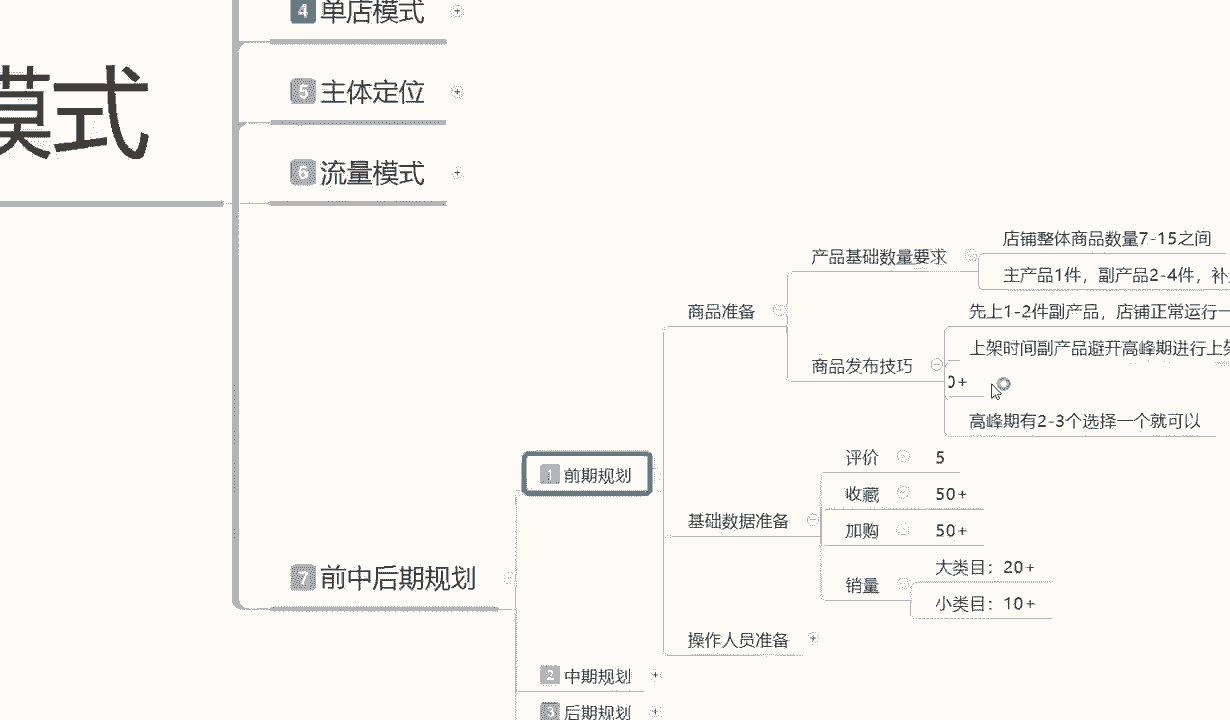 4 单店模式
5 主体定位
模式
6 流量模式
店铺整体商品数量7-15之间
产品基础数量要求
主产品1件，副产品2-4件，补
商品准备
先上1-2件副产品，店铺正常运行一
上架时间副产品避开高峰期进行上架
商品发布技巧
0+
高峰期有2-3个选择一个就可以
评价 5
1 前期规划
收藏 50+
基础数据准备
加购 50+
大类目：20+
7 前中后期规划
销量
小类目：10+
操作人员准备
2 中期规划
3 后期规划